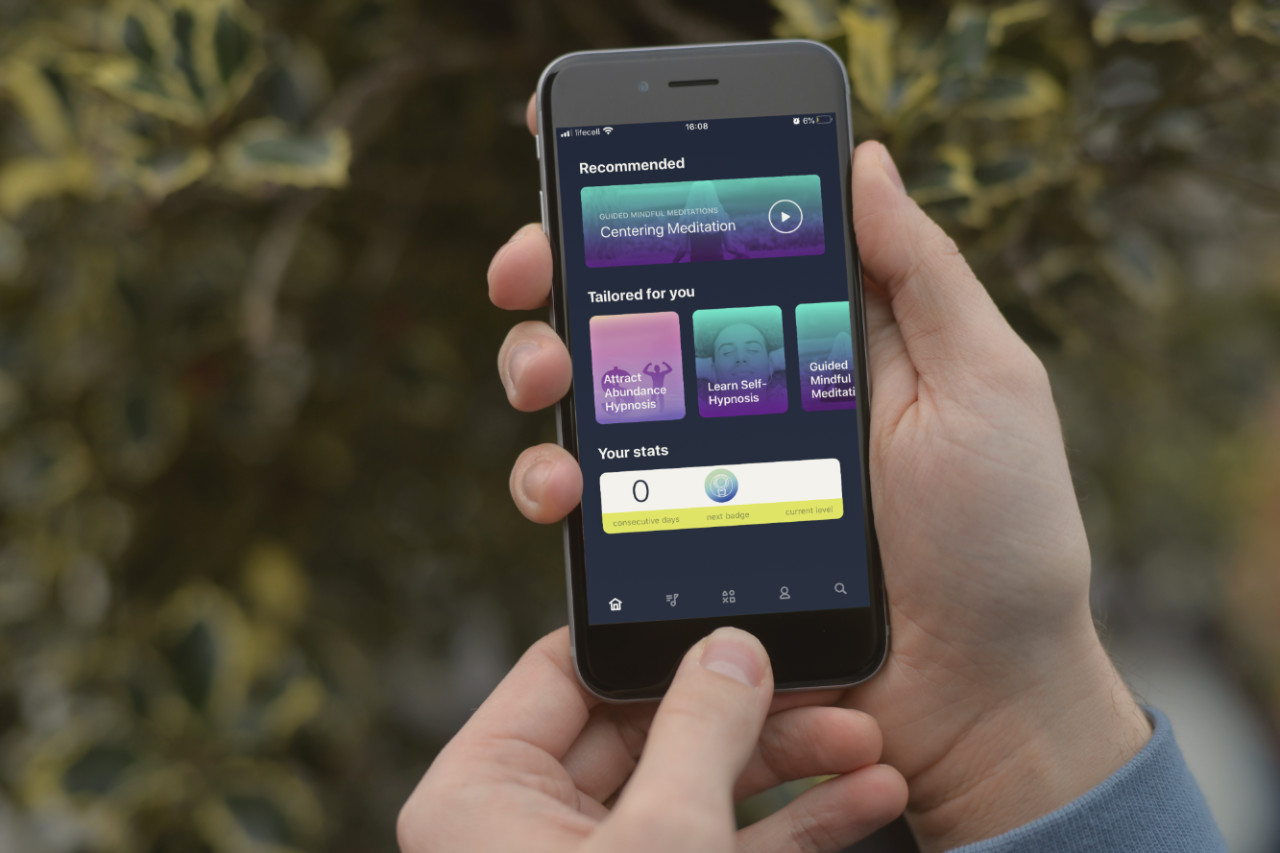 lifecell 16:08 6%
Recommended
GUIDED MINDFUL MEDITATIONS
Centering Meditation
Tailored for you
Attract
Abundance
Hypnosis
Learn Self-
Hypnosis
Guided
Mindful
Meditati
Your stats
0
consecutive days next badge current level